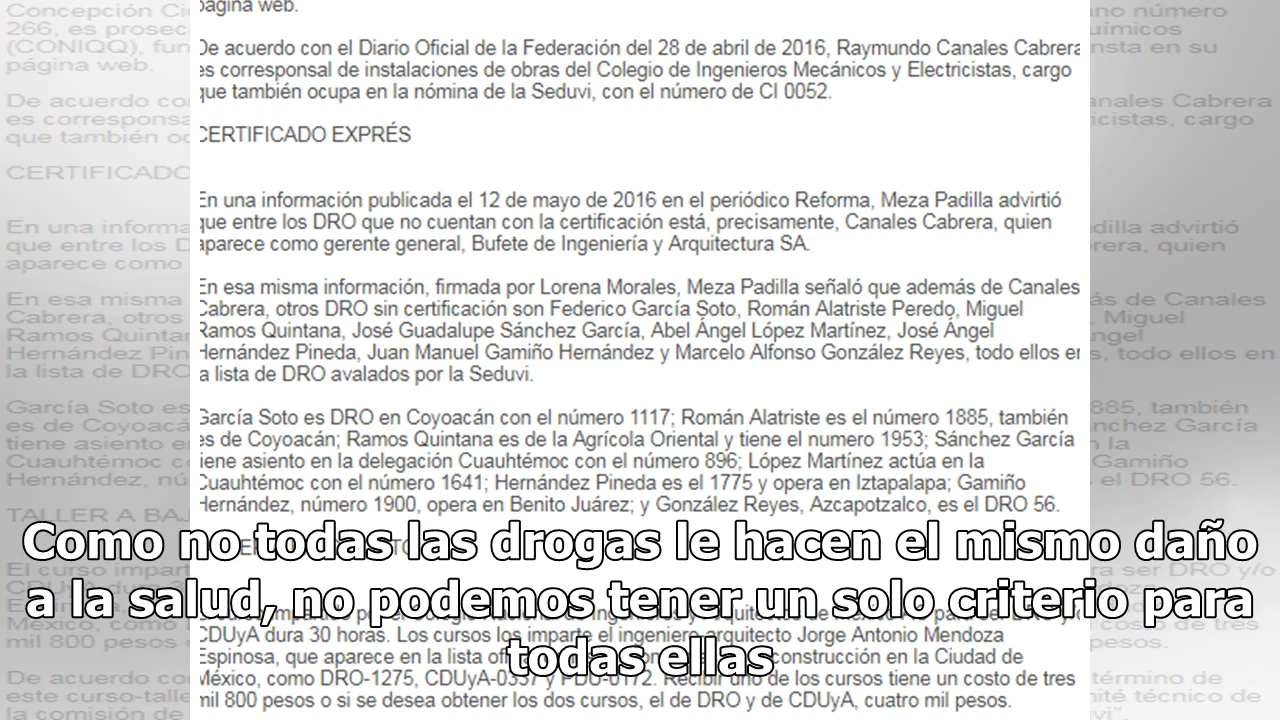 página web.
De acuerdo con el Diario Oficial de la Federación del 28 de abril de 2016, Raymundo Canales Cabrera
es corresponsal de instalaciones de obras del Colegio de Ingenieros Mecánicos y Electricistas, cargo
que también ocupa en la nómina de la Seduvi, con el número de CI 0052.
CERTIFICADO EXPRÉS
En una información publicada el 12 de mayo de 2016 en el periódico Reforma, Meza Padilla advirtió
que entre los DRO que no cuentan con la certificación está, precisamente, Canales Cabrera, quien
aparece como gerente general, Bufete de Ingeniería y Arquitectura SA.
En esa misma información, firmada por Lorena Morales, Meza Padilla señaló que además de Canales
Cabrera, otros DRO sin certificación son Federico García Soto, Román Alatriste Peredo, Miguel
Ramos Quintana, José Guadalupe Sánchez García, Abel Ángel López Martínez, José Ángel
Hernández Pineda, Juan Manuel Gamiño Hernández y Marcelo Alfonso González Reyes, todo ellos en
la lista de DRO avalados por la Seduvi.
García Soto es DRO en Coyoacán con el número 1117; Román Alatriste es el número 1885, también
es de Coyoacán; Ramos Quintana es de la Agrícola Oriental y tiene el numero 1953; Sánchez García
tiene asiento en la delegación Cuauhtémoc con el número 896; López Martínez actúa en la
Cuauhtémoc con el número 1641; Hernández Pineda es el 1775 y opera en Iztapalapa; Gamiño
Hernández, número 1900, opera en Benito Juárez; y González Reyes, Azcapotzalco, es el DRO 56.
Como no todas las drogas le hacen el mismo daño
a la salud, no podemos tener un solo criterio para
todas ellas
CDUyA dura 30 horas. Los cursos los imparte el ingeniero arquitecto Jorge Antonio Mendoza
Espinosa, que aparece en la lista construcción en la Ciudad de
México, como DRO-1275, Recibir uno de los cursos tiene un costo de tres
mil 800 pesos o si se desea obtener los dos cursos, el de DRO y de CDUyA, cuatro mil pesos.